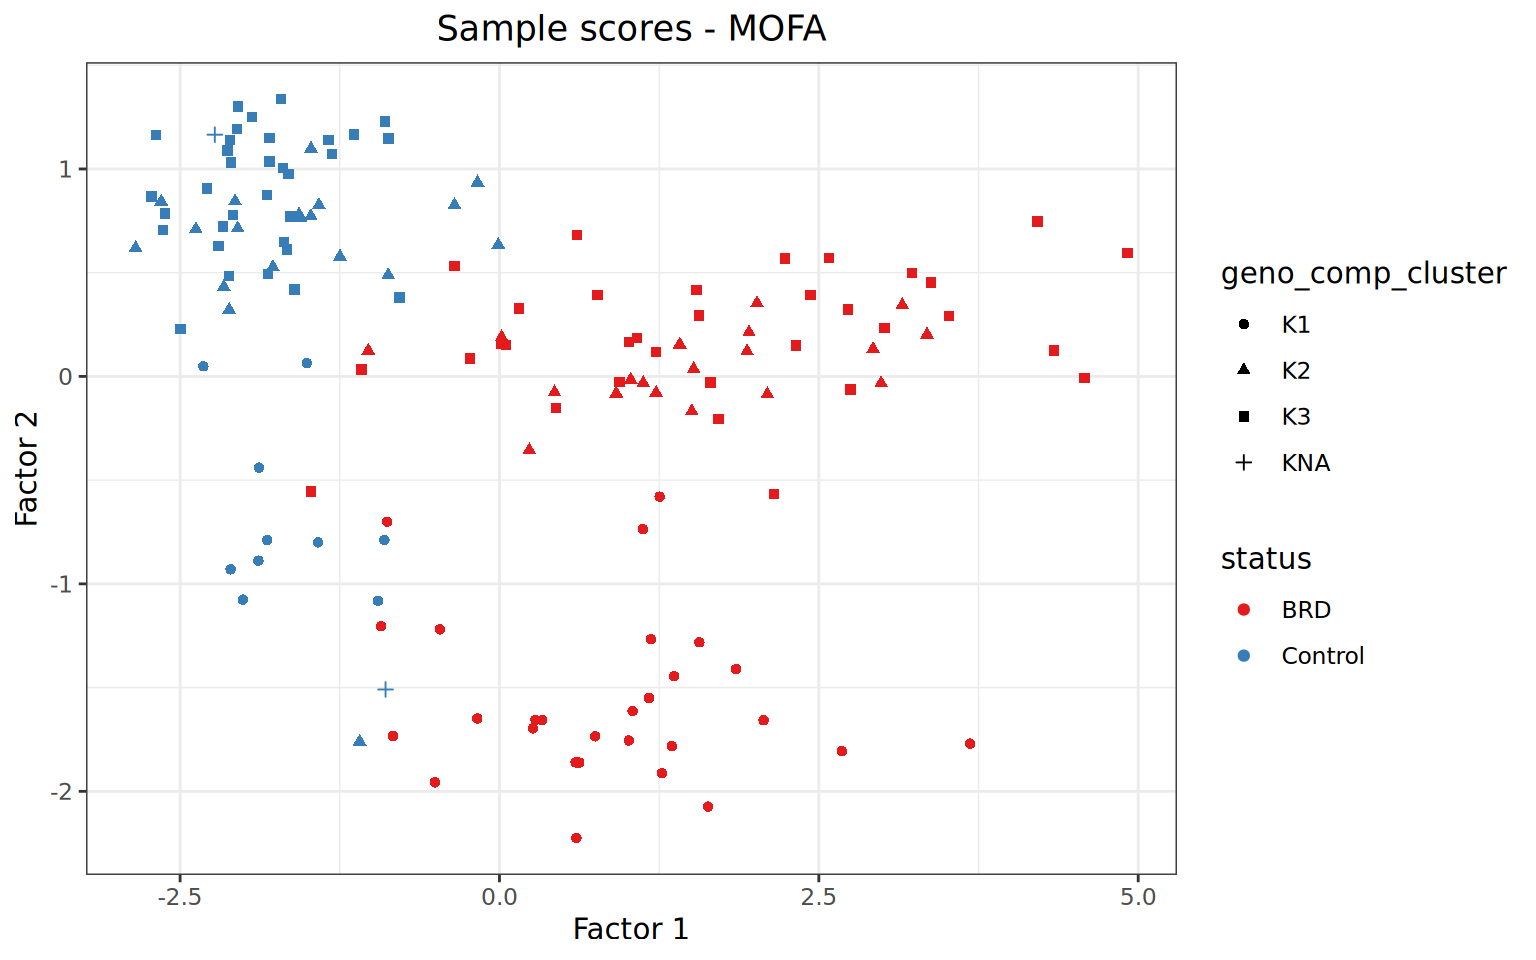 Sample scores - MOFA
Factor 2
1
0
-1
-2
-2.5
0.0
2.5
5.0
Factor 1
geno_comp_cluster
K1
K2
K3
KNA
status
BRD
Control